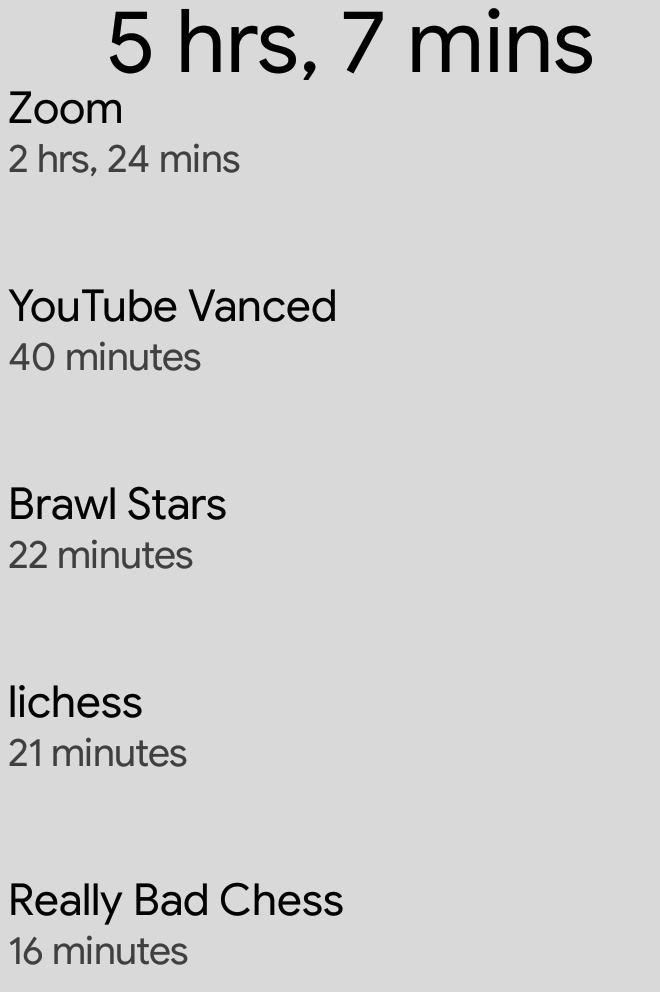 5 hrs, 7 mins
Zoom
2 hrs, 24 mins
YouTube Vanced
40 minutes
Brawl Stars
22 minutes
lichess
21 minutes
Really Bad Chess
16 minutes